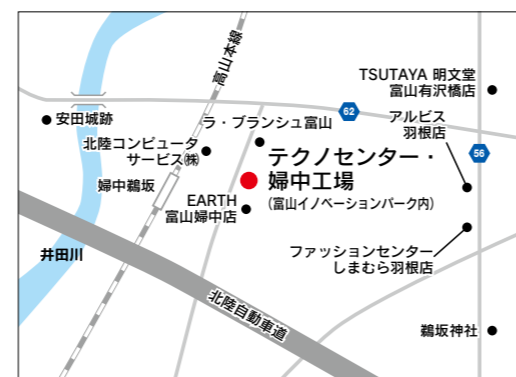 高山本線
TSUTAYA 明文堂
富山有沢橋店
62
アルビス
羽根店
安田城跡
ラ・ブランシュ富山
北陸コンピュータ
サービス㈱
56
テクノセンター・
婦中工場
(富山イノベーションパーク内)
婦中鵜坂
EARTH
富山婦中店
井田川
ファッションセンター
しまむら羽根店
北陸自動車道
鵜坂神社